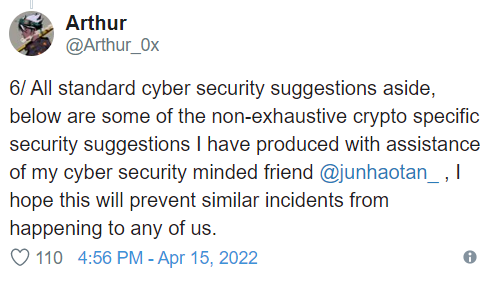 Arthur
@Arthur_0x
6/ All standard cyber security suggestions aside,
below are some of the non-exhaustive crypto specific
security suggestions I have produced with assistance
of my cyber security minded friend @junhaotan_ , I
hope this will prevent similar incidents from
happening to any of us.
110 4:56 PM - Apr 15, 2022